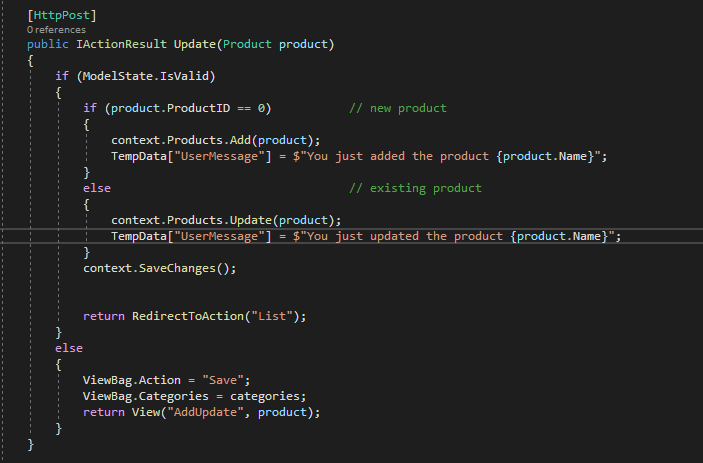 [HttpPost]
0 references
public IActionResult Update(Product product)
{
if (ModelState.IsValid)
{
if (product.ProductID == 0) // new product
{
context.Products.Add(product);
TempData["UserMessage"] = $"You just added the product {product.Name}";
}
else // existing product
{
context.Products.Update(product);
TempData["UserMessage"] = $"You just updated the product {product.Name}";
}
context.SaveChanges();
return RedirectToAction("List");
}
else
{
ViewBag.Action = "Save";
ViewBag.Categories = categories;
return View("AddUpdate", product);
}
}